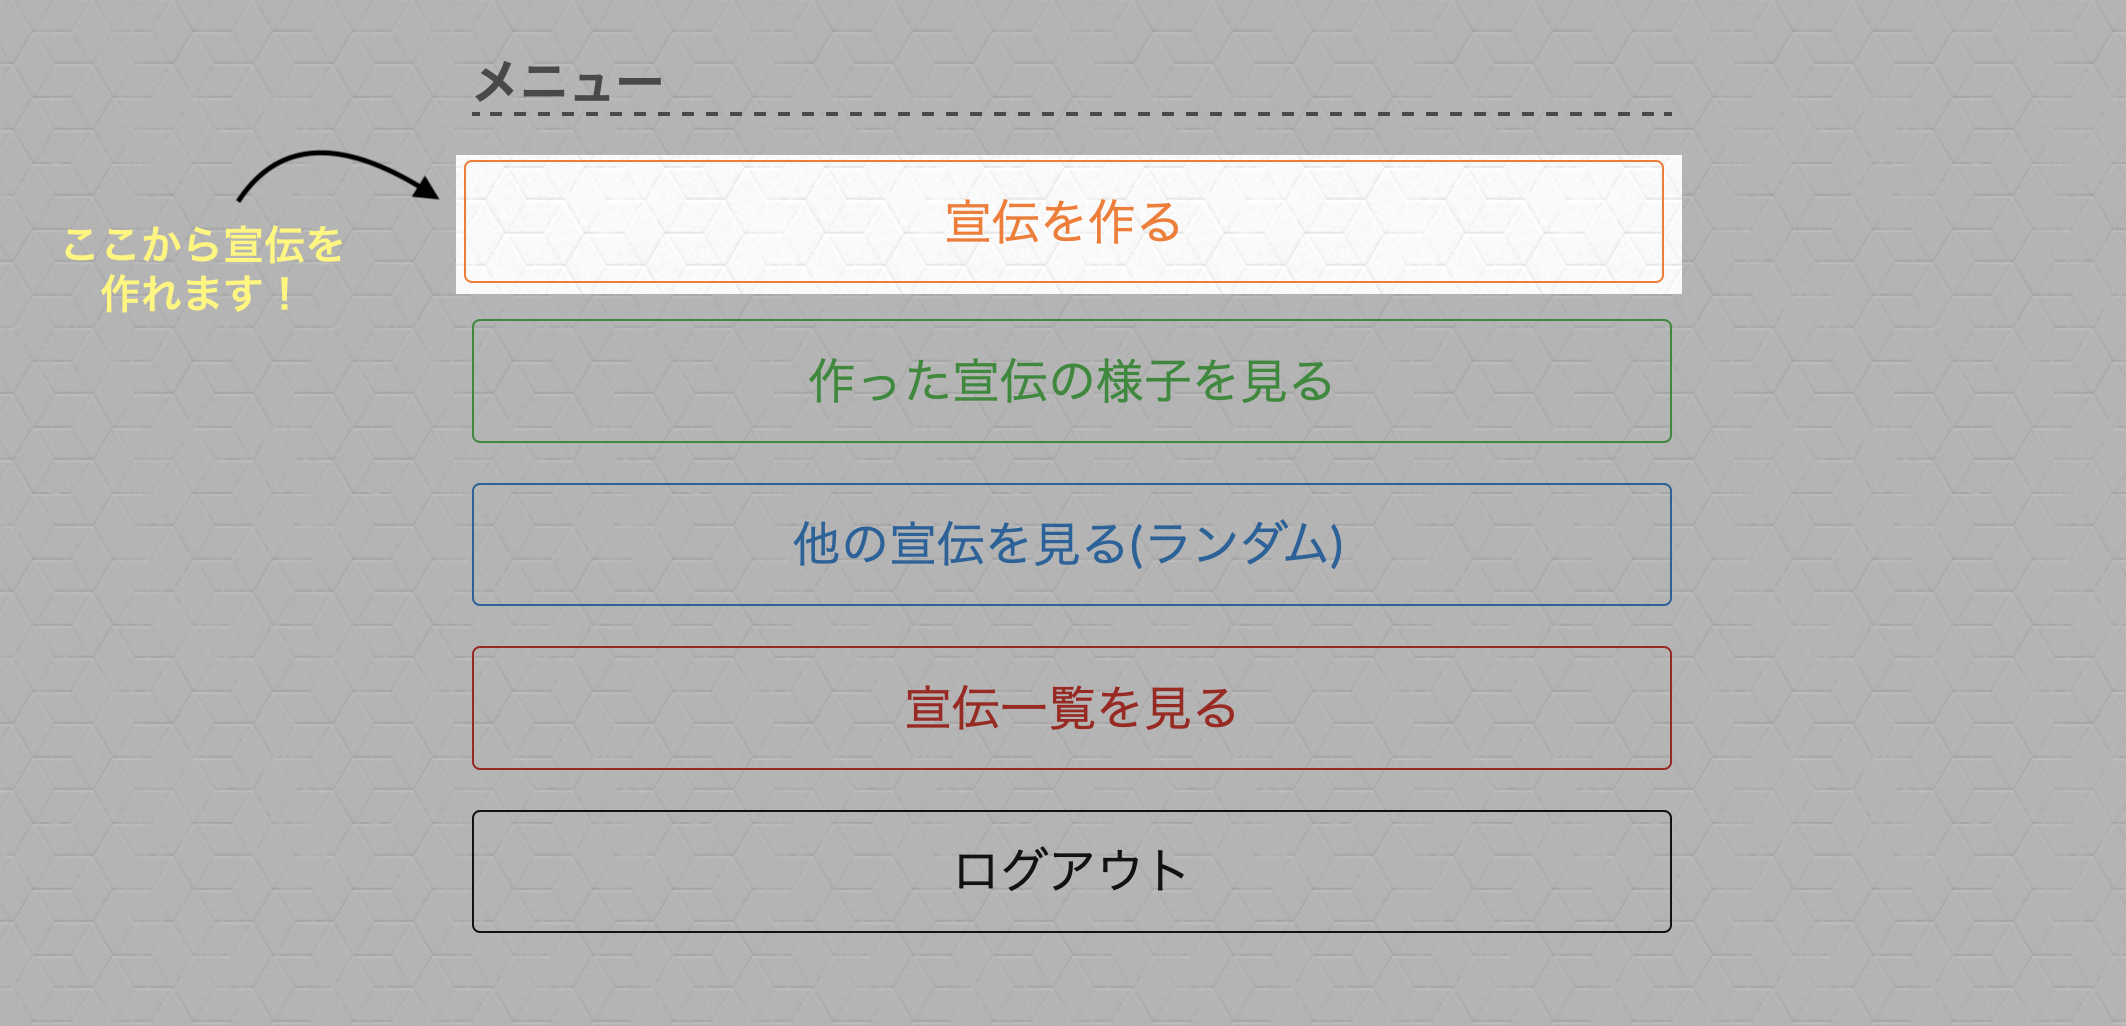 メニュー
宣伝を作る
ここから宣伝を
作れます！
作った宣伝の様子を見る
他の宣伝を見る(ランダム)
宣伝一覧を見る
ログアウト